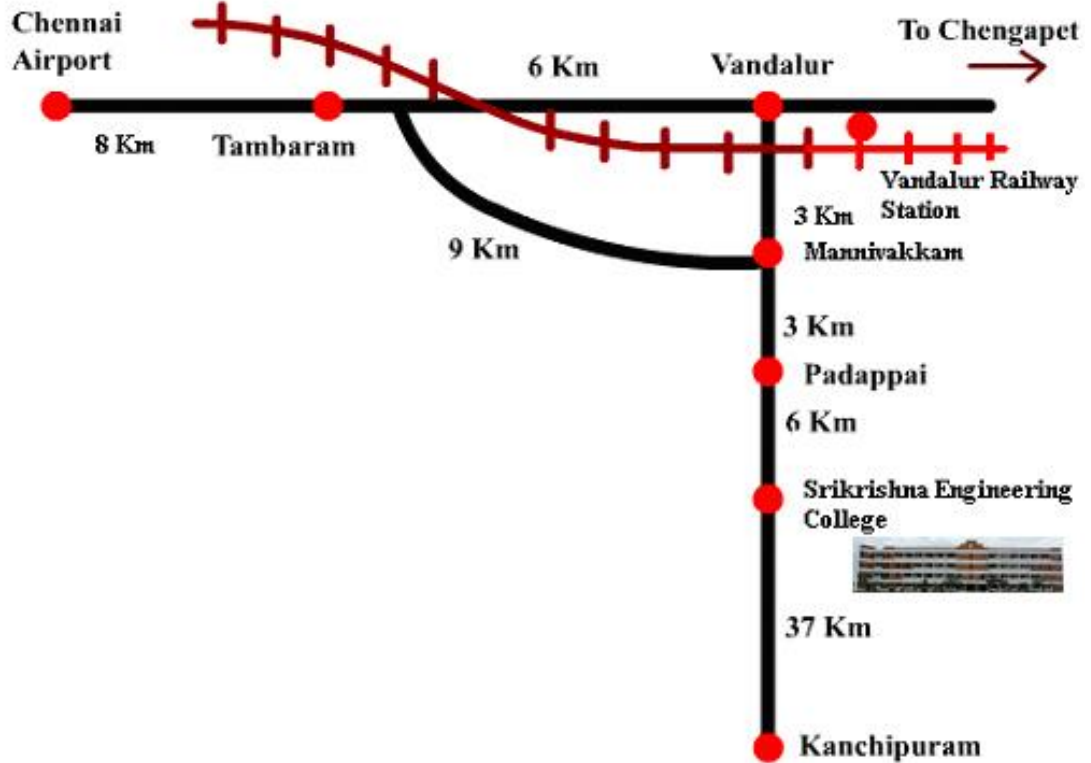 Chennai
Airport
To Chengapet
6 Km
Vandalur
8 Km
Tambaram
Vandalur Railway
Station
3 Km
9 Km
Mannivakkam
3 Km
Padappai
6 Km
Srikrishna Engineering
College
37 Km
Kanchipuram